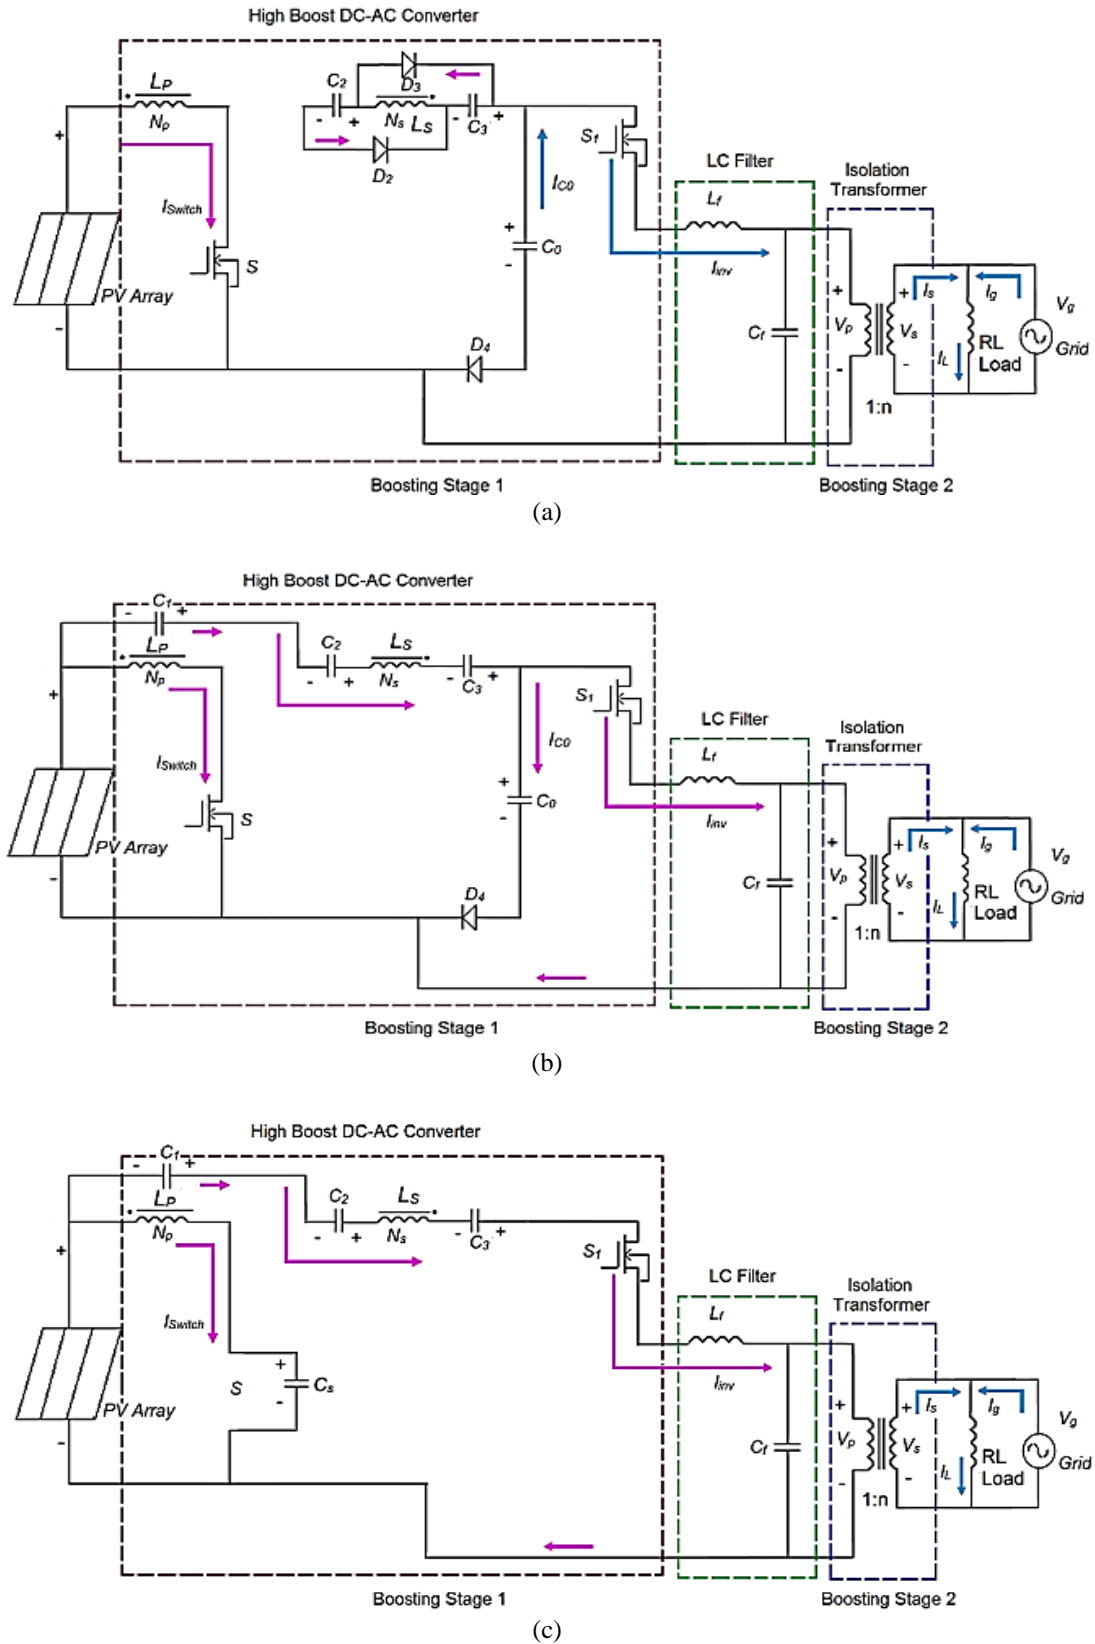 High Boost DC-AC Converter
LP
NP
C2
D3
Ns LS
C3
D2
+
-
ISwitch
S
PV Array
IC0
C0
D4
S1
LC Filter
Lf
Iinv
Cf
Isolation
Transformer
Vp
Vs
1:n
Is
Ig
IL
RL
Load
Vg
Grid
Boosting Stage 1
Boosting Stage 2
(a)
High Boost DC-AC Converter
C1
LP
Np
C2
LS
Ns
C3
ISwitch
S
PV Array
IC0
C0
D4
S1
LC Filter
Lf
Iinv
Cf
Isolation
Transformer
Vp
Vs
1:n
Is
Ig
IL
RL
Load
Vg
Grid
Boosting Stage 1
Boosting Stage 2
(b)
High Boost DC-AC Converter
C1
LP
Np
C2
LS
Ns
C3
ISwitch
S
Cs
PV Array
S1
LC Filter
Lf
Iinv
Cf
Isolation
Transformer
Vp
Vs
1:n
Is
Ig
IL
RL
Load
Vg
Grid
Boosting Stage 1
Boosting Stage 2
(c)